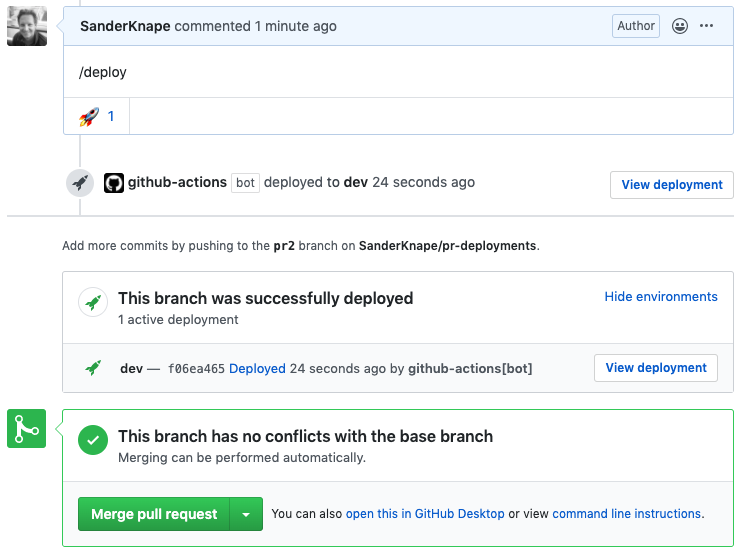 SanderKnape commented 1 minute ago Author
/deploy
1
github-actions bot deployed to dev 24 seconds ago View deployment
Add more commits by pushing to the pr2 branch on SanderKnape/pr-deployments.
This branch was successfully deployed Hide environments
1 active deployment
dev — f06ea465 Deployed 24 seconds ago by github-actions[bot] View deployment
This branch has no conflicts with the base branch
Merging can be performed automatically.
Merge pull request You can also open this in GitHub Desktop or view command line instructions.